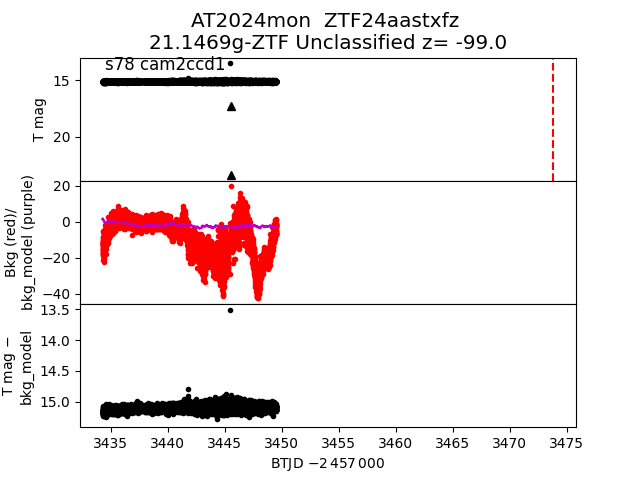 AT2024mon  ZTF24aastxfz
21.1469g-ZTF Unclassified z= -99.0
s78 cam2ccd1
15
20
T mag
20
0
−20
−40
Bkg (red)/
bkg_model (purple)
13.5
14.0
14.5
15.0
T mag −
bkg_model
3435 3440 3445 3450 3455 3460 3465 3470 3475
BTJD −2 457 000